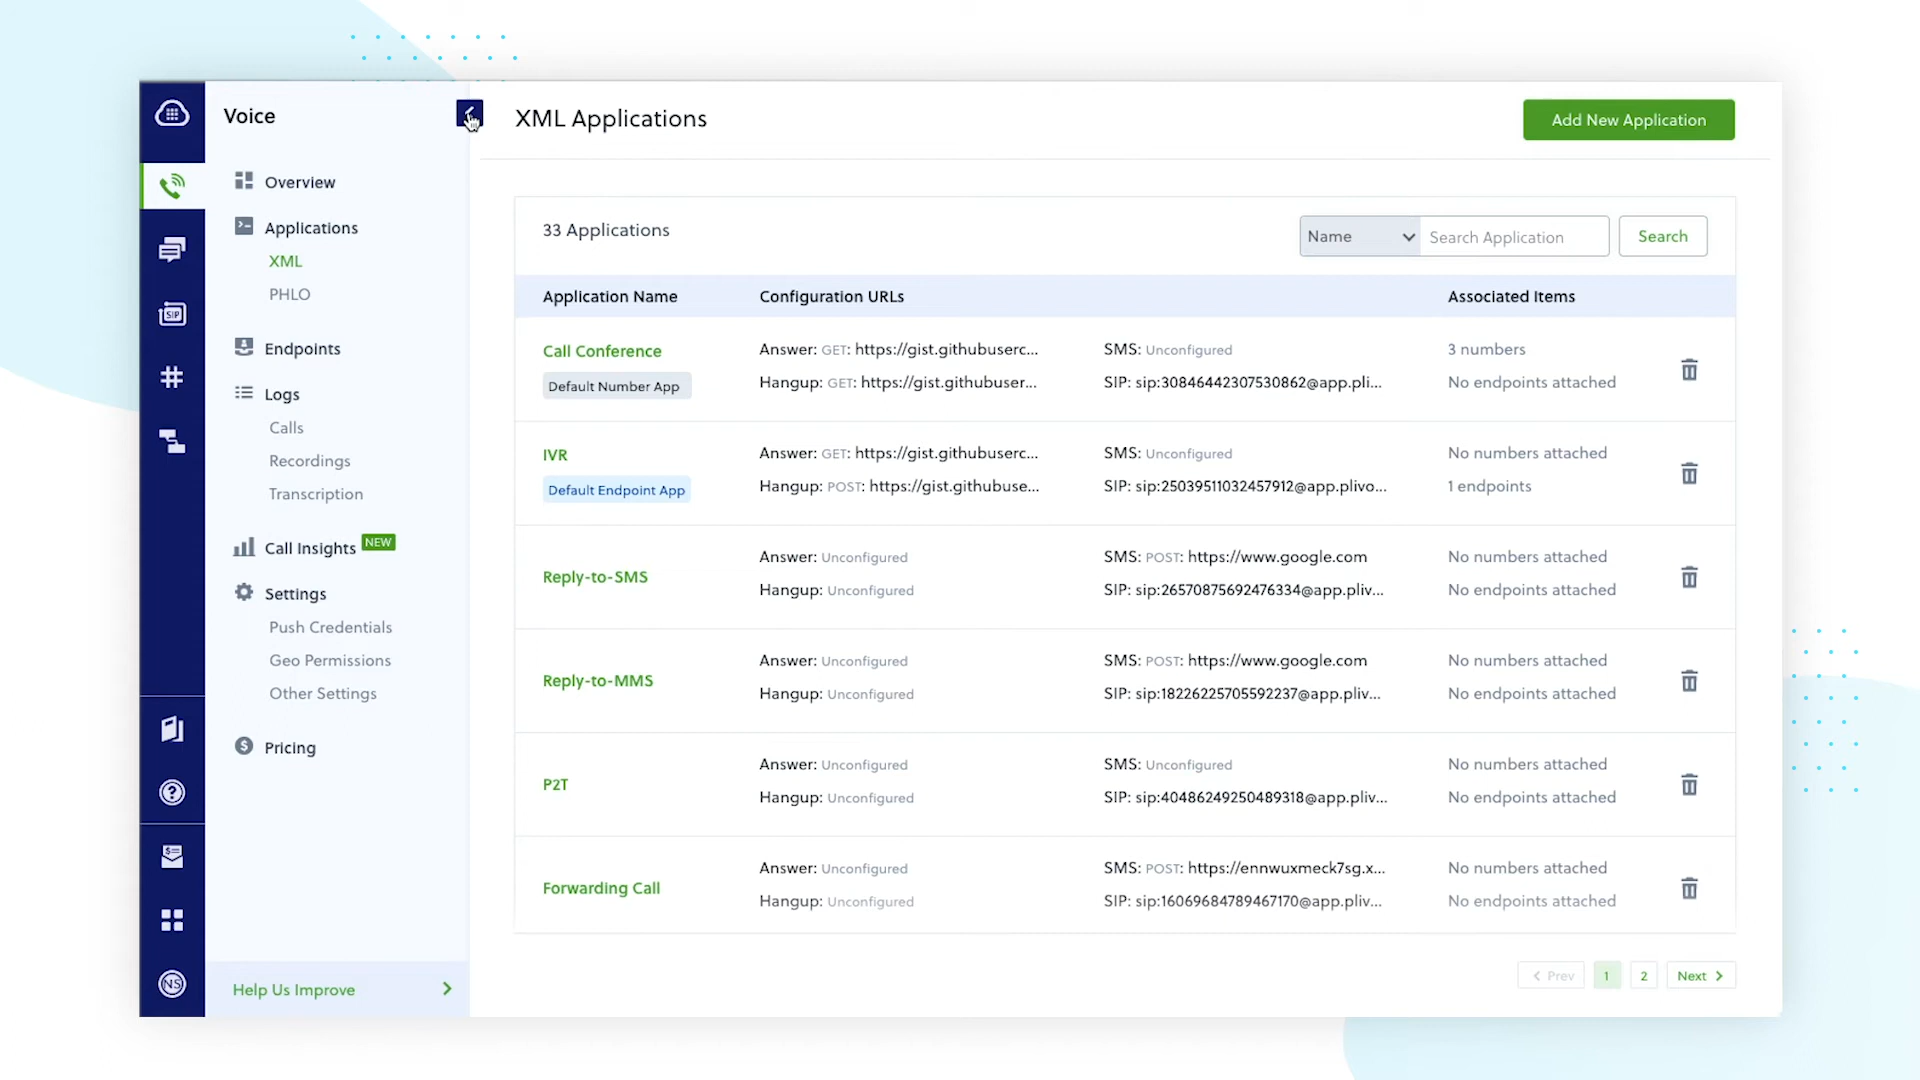 Voice
Overview
Applications
XML
PHLO
Endpoints
Logs
Calls
Recordings
Transcription
Call Insights NEW
Settings
Push Credentials
Geo Permissions
Other Settings
Pricing
Help Us Improve
SIP
NS
XML Applications
Add New Application
33 Applications
Name
Search Application
Search
Application Name Configuration URLs Associated Items
Call Conference
Default Number App
Answer: GET: https://gist.githubuserc... SMS: Unconfigured 3 numbers
Hangup: GET: https://gist.githubuser... SIP: sip:30846442307530862@app.pli... No endpoints attached
IVR
Default Endpoint App
Answer: GET: https://gist.githubuserc... SMS: Unconfigured No numbers attached
Hangup: POST: https://gist.githubuse... SIP: sip:25039511032457912@app.plivo... 1 endpoints
Reply-to-SMS
Answer: Unconfigured SMS: POST: https://www.google.com No numbers attached
Hangup: Unconfigured SIP: sip:26570875692476334@app.pliv... No endpoints attached
Reply-to-MMS
Answer: Unconfigured SMS: POST: https://www.google.com No numbers attached
Hangup: Unconfigured SIP: sip:18226225705592237@app.pliv... No endpoints attached
P2T
Answer: Unconfigured SMS: Unconfigured No numbers attached
Hangup: Unconfigured SIP: sip:40486249250489318@app.pliv... No endpoints attached
Forwarding Call
Answer: Unconfigured SMS: POST: https://ennwuxmeck7sg.x... No numbers attached
Hangup: Unconfigured SIP: sip:16069684789467170@app.pliv... No endpoints attached
Prev 1 2 Next